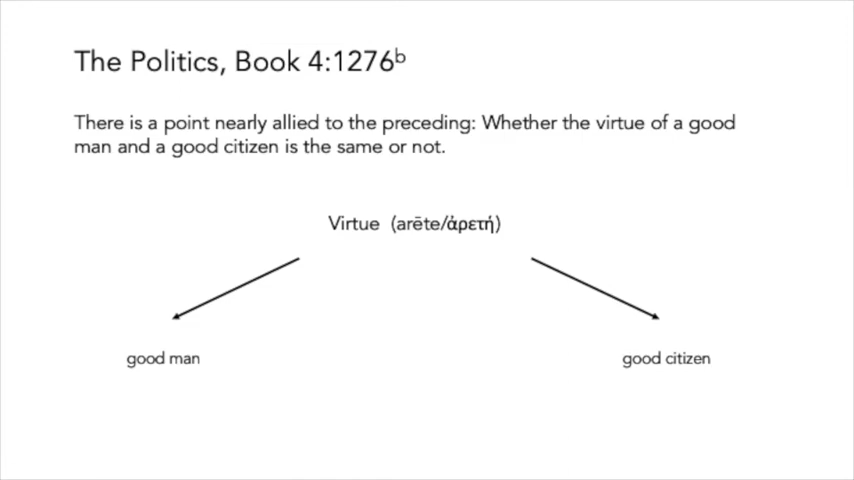 The Politics, Book 4:1276ᵇ
There is a point nearly allied to the preceding: Whether the virtue of a good
man and a good citizen is the same or not.
Virtue (arēte/ἀρετή)
good man
good citizen